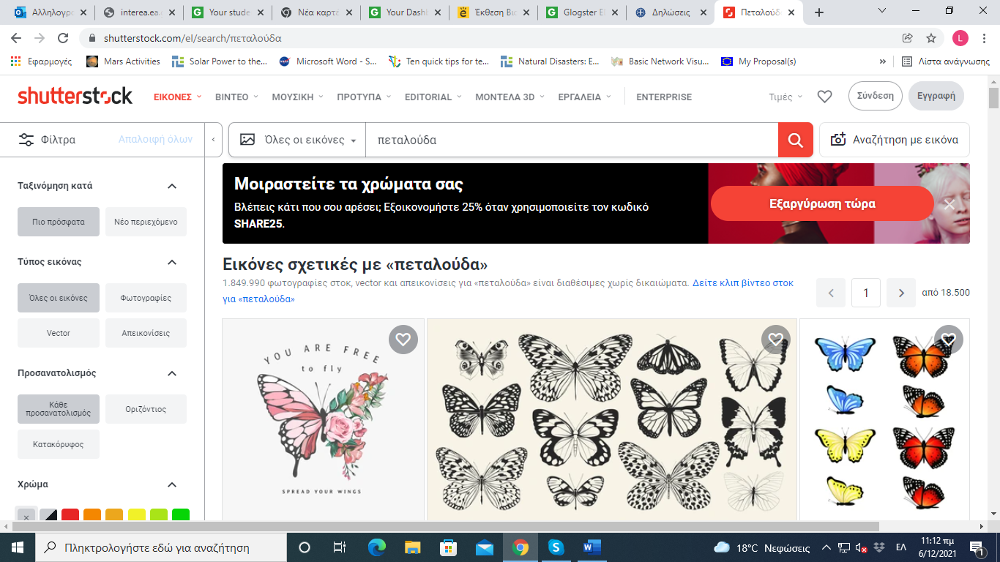 Αλληλογρα
interea.ea.g
Your stude
Νέα καρτέ
Your Dash
Έκθεση Βιο
Glogster E
Δηλώσεις
Πεταλούδ
shutterstock.com/el/search/πεταλούδα
L
Εφαρμογές
Mars Activities
Solar Power to the...
Microsoft Word - S...
Ten quick tips for te...
Natural Disasters: E...
Basic Network Visu...
My Proposal(s)
»
Λίστα ανάγνωσης
shutterstock
ΕΙΚΟΝΕΣ
ΒΙΝΤΕΟ
ΜΟΥΣΙΚΗ
ΠΡΟΤΥΠΑ
EDITORIAL
ΜΟΝΤΕΛΑ 3D
ΕΡΓΑΛΕΙΑ
ENTERPRISE
Τιμές
Σύνδεση
Εγγραφή
Φίλτρα
Απαλοιφή όλων
Όλες οι εικόνες
πεταλούδα
Αναζήτηση με εικόνα
Ταξινόμηση κατά
Πιο πρόσφατα
Νέο περιεχόμενο
Τύπος εικόνας
Όλες οι εικόνες
Φωτογραφίες
Vector
Απεικονίσεις
Προσανατολισμός
Κάθε
προσανατολισμός
Οριζόντιος
Κατακόρυφος
Χρώμα
Μοιραστείτε τα χρώματα σας
Βλέπεις κάτι που σου αρέσει; Εξοικονομήστε 25% όταν χρησιμοποιείτε τον κωδικό
SHARE25.
Εξαργύρωση τώρα
Εικόνες σχετικές με «πεταλούδα»
1.849.990 φωτογραφίες στοκ, vector και απεικονίσεις για «πεταλούδα» είναι διαθέσιμες χωρίς δικαιώματα. Δείτε κλιπ βίντεο στοκ
για «πεταλούδα»
1
από 18.500
YOU ARE FREE
to fly
SPREAD YOUR WINGS
Πληκτρολογήστε εδώ για αναζήτηση
18°C Νεφώσεις
ΕΛ
11:12 πμ
6/12/2021
1